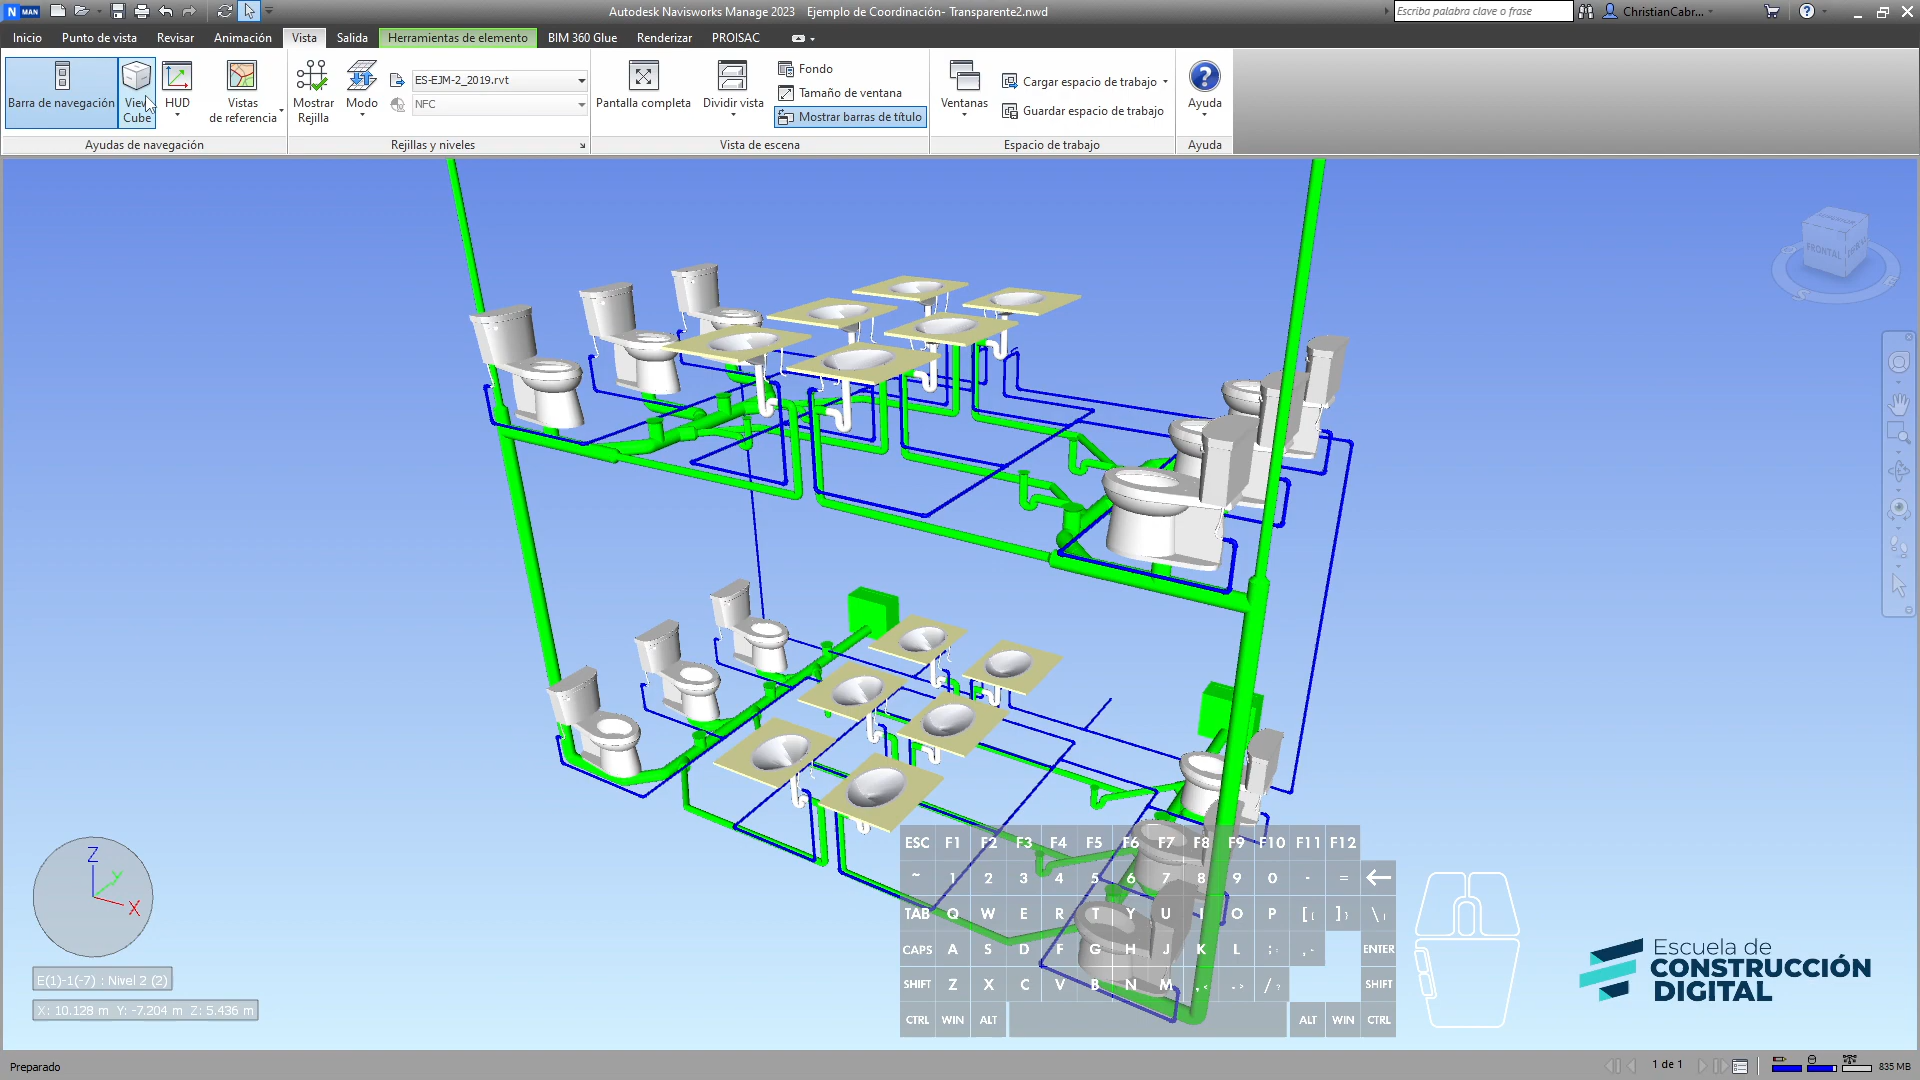 N MAN
Autodesk Navisworks Manage 2023 Ejemplo de Coordinación- Transparente2.nwd
Escriba palabra clave o frase
ChristianCabr...
Inicio Punto de vista Revisar Animación Vista Salida Herramientas de elemento BIM 360 Glue Renderizar PROISAC
Barra de navegación
View
Cube
HUD
Vistas
de referencia
Mostrar
Rejilla
Modo
ES-EJM-2_2019.rvt
NFC
Pantalla completa
Dividir vista
Fondo
Tamaño de ventana
Mostrar barras de título
Ventanas
Cargar espacio de trabajo
Guardar espacio de trabajo
Ayuda
Ayudas de navegación
Rejillas y niveles
Vista de escena
Espacio de trabajo
Ayuda
FRONTAL
Z
Y
X
E(1)-1(-7) : Nivel 2 (2)
X: 10.128 m Y: -7.204 m Z: 5.436 m
ESC F1 F2 F3 F4 F5 F6 F7 F8 F9 F10 F11 F12
~ 1 2 3 4 5 6 7 8 9 0 - =
TAB Q W E R T Y U I O P [{ ]} \|
CAPS A S D F G H J K L ; ENTER
SHIFT Z X C V B N M ,< .> /? SHIFT
CTRL WIN ALT ALT WIN CTRL
Escuela de
CONSTRUCCIÓN
DIGITAL
Preparado
1 de 1
835 MB